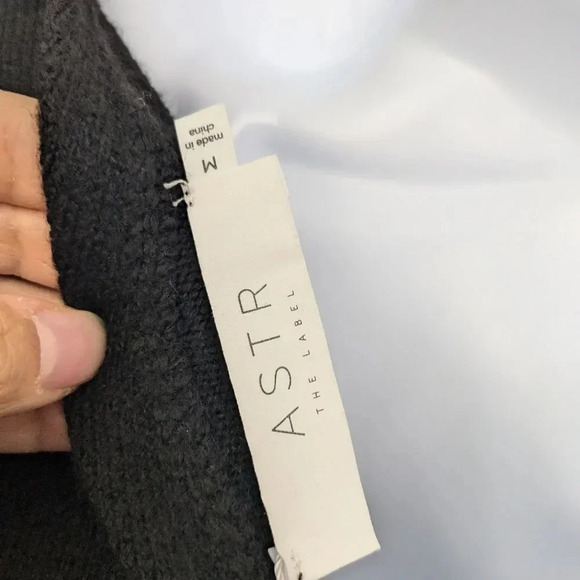 ASTR
THE LABEL
M
made in
china